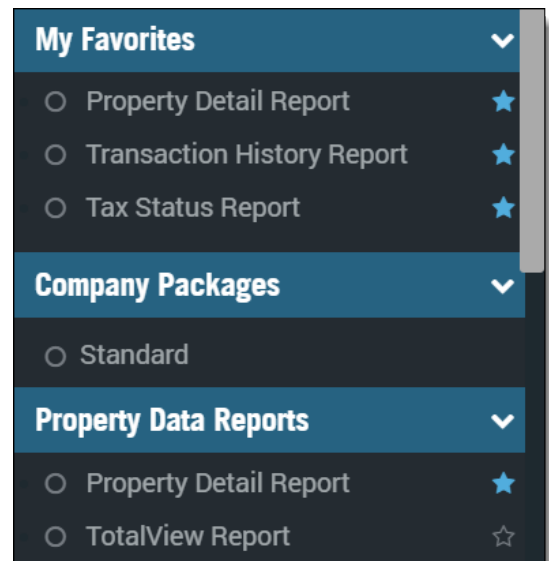 My Favorites
Property Detail Report
Transaction History Report
Tax Status Report
Company Packages
Standard
Property Data Reports
Property Detail Report
TotalView Report